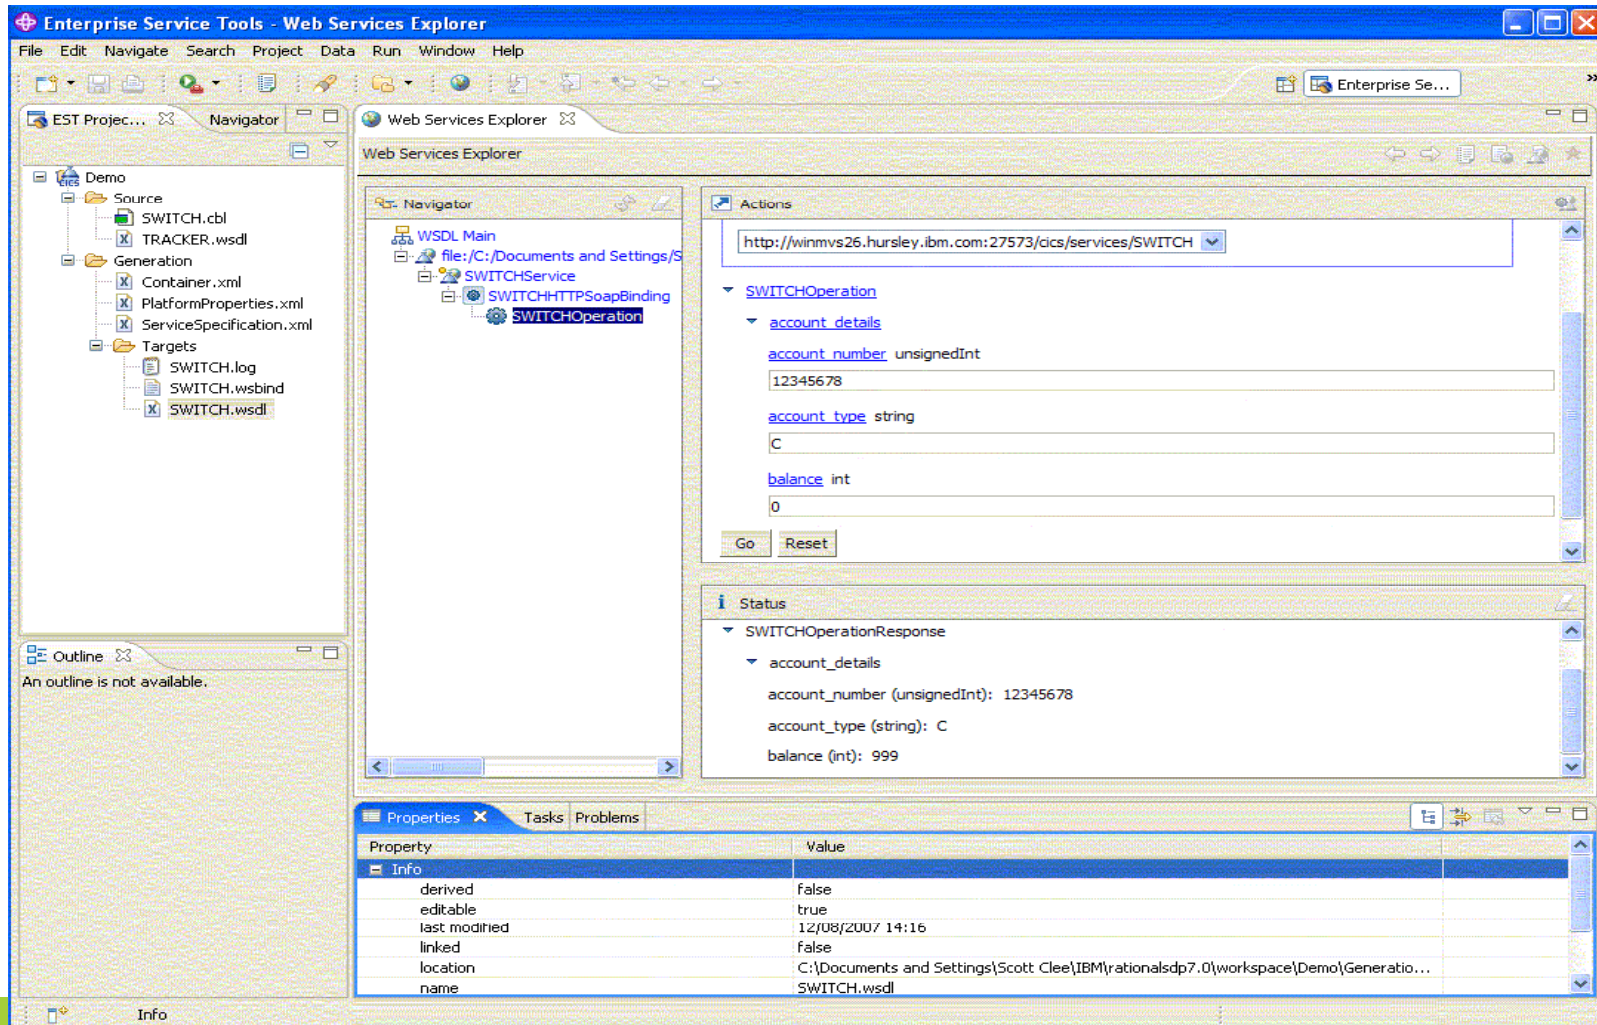 Enterprise Service Tools - Web Services Explorer
File Edit Navigate Search Project Data Run Window Help
Enterprise Se...
EST Projec... Navigator
Demo
Source
SWITCH.cbl
TRACKER.wsdl
Generation
Container.xml
PlatformProperties.xml
ServiceSpecification.xml
Targets
SWITCH.log
SWITCH.wsbind
SWITCH.wsdl
Outline
An outline is not available.
Web Services Explorer
Web Services Explorer
Navigator
WSDL Main
file:/C:/Documents and Settings/S
SWITCHService
SWITCHHTTPSoapBinding
SWITCHOperation
Actions
http://winmvs26.hursley.ibm.com:27573/cics/services/SWITCH
SWITCHOperation
account_details
account_number unsignedInt
12345678
account_type string
C
balance int
0
Go Reset
i Status
SWITCHOperationResponse
account_details
account_number (unsignedInt): 12345678
account_type (string): C
balance (int): 999
Properties Tasks Problems
Property Value
Info
derived false
editable true
last modified 12/08/2007 14:16
linked false
location C:\Documents and Settings\Scott Clee\IBM\rationalsdp7.0\workspace\Demo\Generatio...
name SWITCH.wsdl
Info